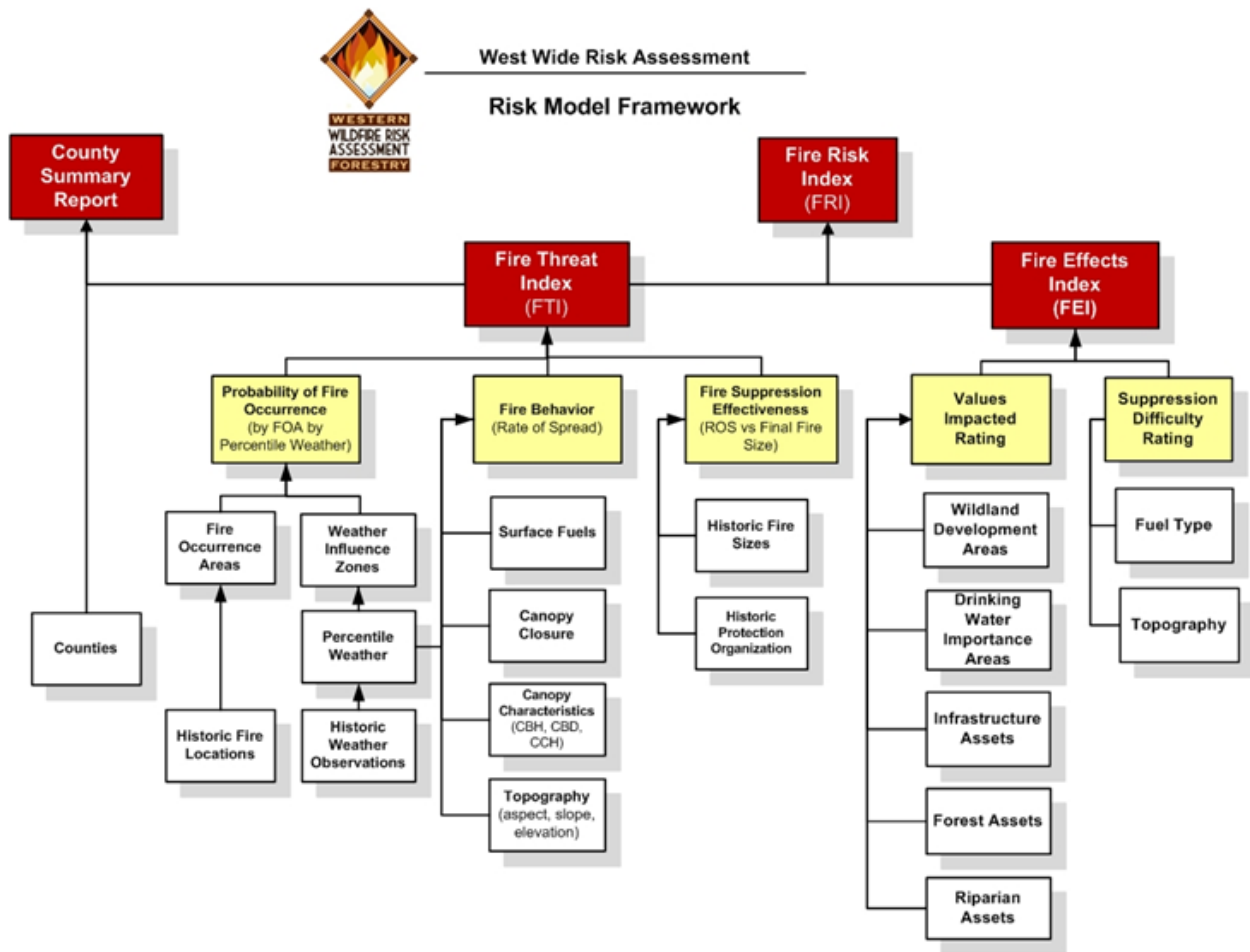 West Wide Risk Assessment
Risk Model Framework
WESTERN
WILDFIRE RISK
ASSESSMENT
FORESTRY
County
Summary
Report
Fire Risk
Index
(FRI)
Fire Threat
Index
(FTI)
Fire Effects
Index
(FEI)
Probability of Fire
Occurrence
(by FOA by
Percentile Weather)
Fire Behavior
(Rate of Spread)
Fire Suppression
Effectiveness
(ROS vs Final Fire
Size)
Values
Impacted
Rating
Suppression
Difficulty
Rating
Fire
Occurrence
Areas
Weather
Influence
Zones
Surface Fuels
Historic Fire
Sizes
Wildland
Development
Areas
Fuel Type
Counties
Percentile
Weather
Canopy
Closure
Historic
Protection
Organization
Drinking
Water
Importance
Areas
Topography
Historic Fire
Locations
Historic
Weather
Observations
Canopy
Characteristics
(CBH, CBD,
CCH)
Infrastructure
Assets
Topography
(aspect, slope,
elevation)
Forest Assets
Riparian
Assets